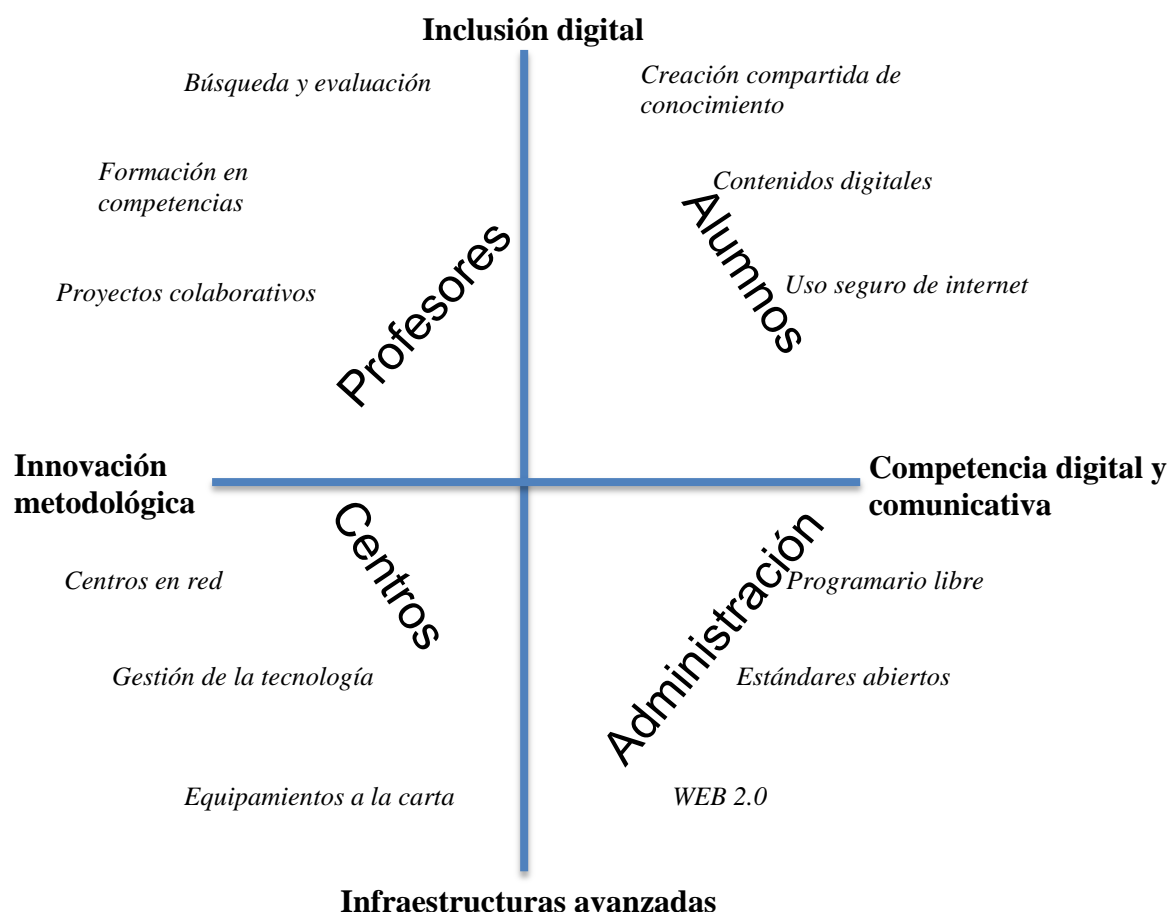 Inclusión digital
Búsqueda y evaluación
Creación compartida de
conocimiento
Formación en
competencias
Contenidos digitales
Alumnos
Profesores
Proyectos colaborativos
Uso seguro de internet
Innovación
metodológica
Competencia digital y
comunicativa
Centros
Administración
Centros en red
Programario libre
Gestión de la tecnología
Estándares abiertos
Equipamientos a la carta
WEB 2.0
Infraestructuras avanzadas